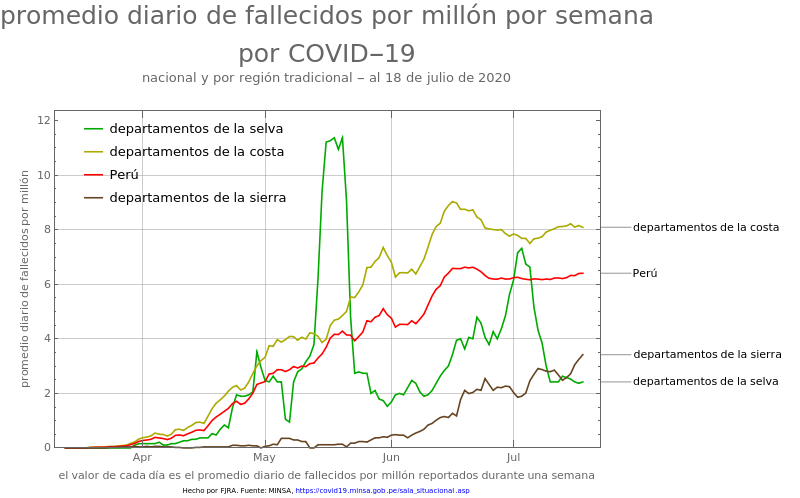 promedio diario de fallecidos por millón por semana
por COVID−19
nacional y por región tradicional − al 18 de julio de 2020
promedio diario de fallecidos por millón
12
10
8
6
4
2
0
departamentos de la selva
departamentos de la costa
Perú
departamentos de la sierra
departamentos de la costa
Perú
departamentos de la sierra
departamentos de la selva
Apr May Jun Jul
el valor de cada día es el promedio diario de fallecidos por millón reportados durante una semana
Hecho por FJRA. Fuente: MINSA, https://covid19.minsa.gob.pe/sala_situacional.asp